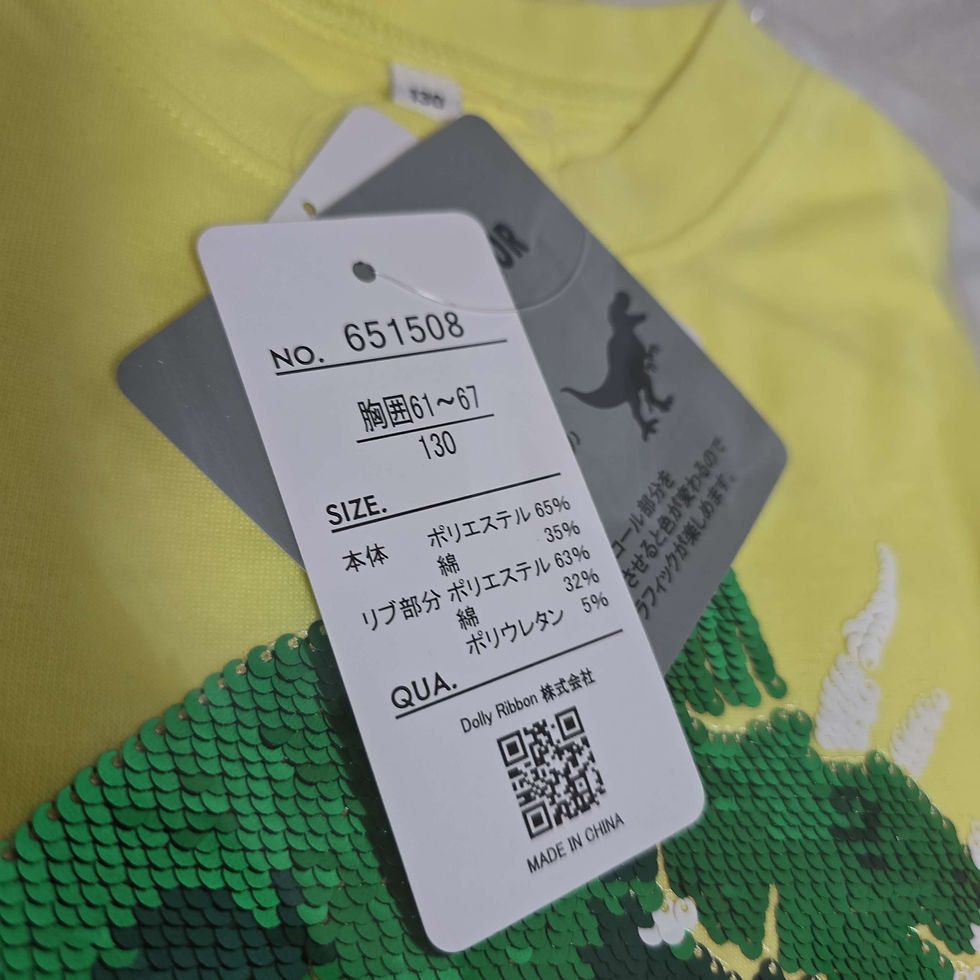 130
UR
NO. 651508
胸囲61～67
130
SIZE.
本体 ポリエステル 65%
綿 35%
リブ部分 ポリエステル 63%
綿 32%
ポリウレタン 5%
QUA.
Dolly Ribbon 株式会社
MADE IN CHINA
コール部分を
させると色が変わるので
ラフィックが楽しめます。